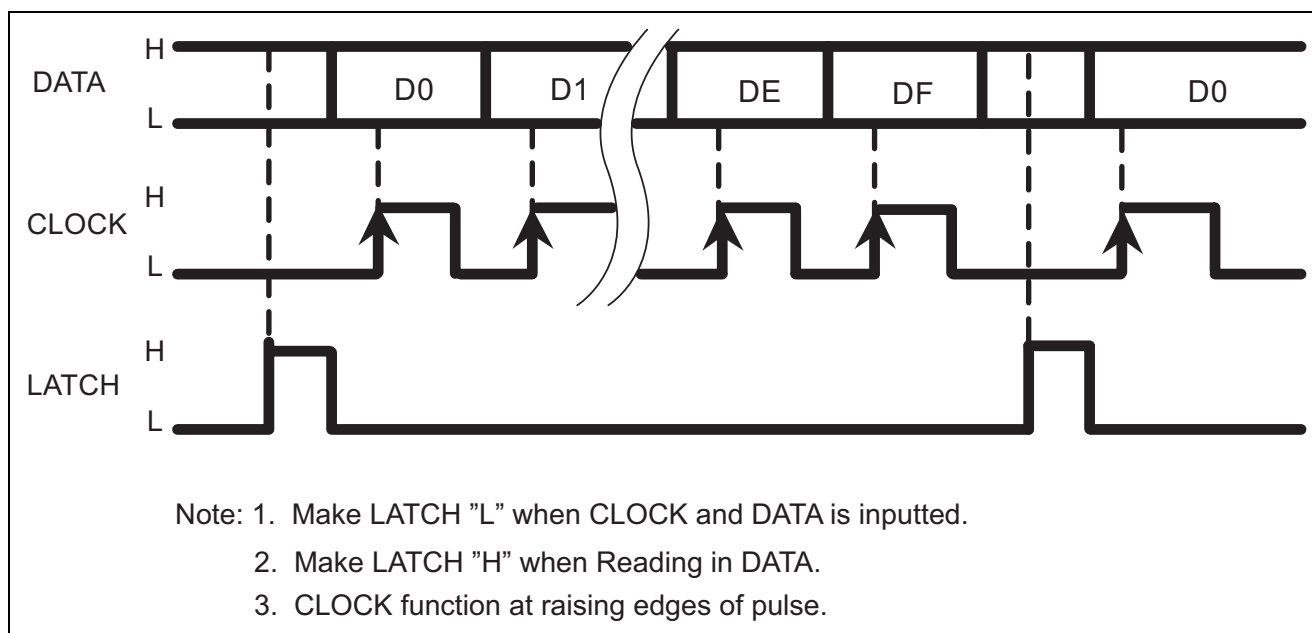 H
DATA
L
D0 D1 DE DF D0
H
CLOCK
L
H
LATCH
L
Note: 1. Make LATCH ”L” when CLOCK and DATA is inputted.
2. Make LATCH ”H” when Reading in DATA.
3. CLOCK function at raising edges of pulse.